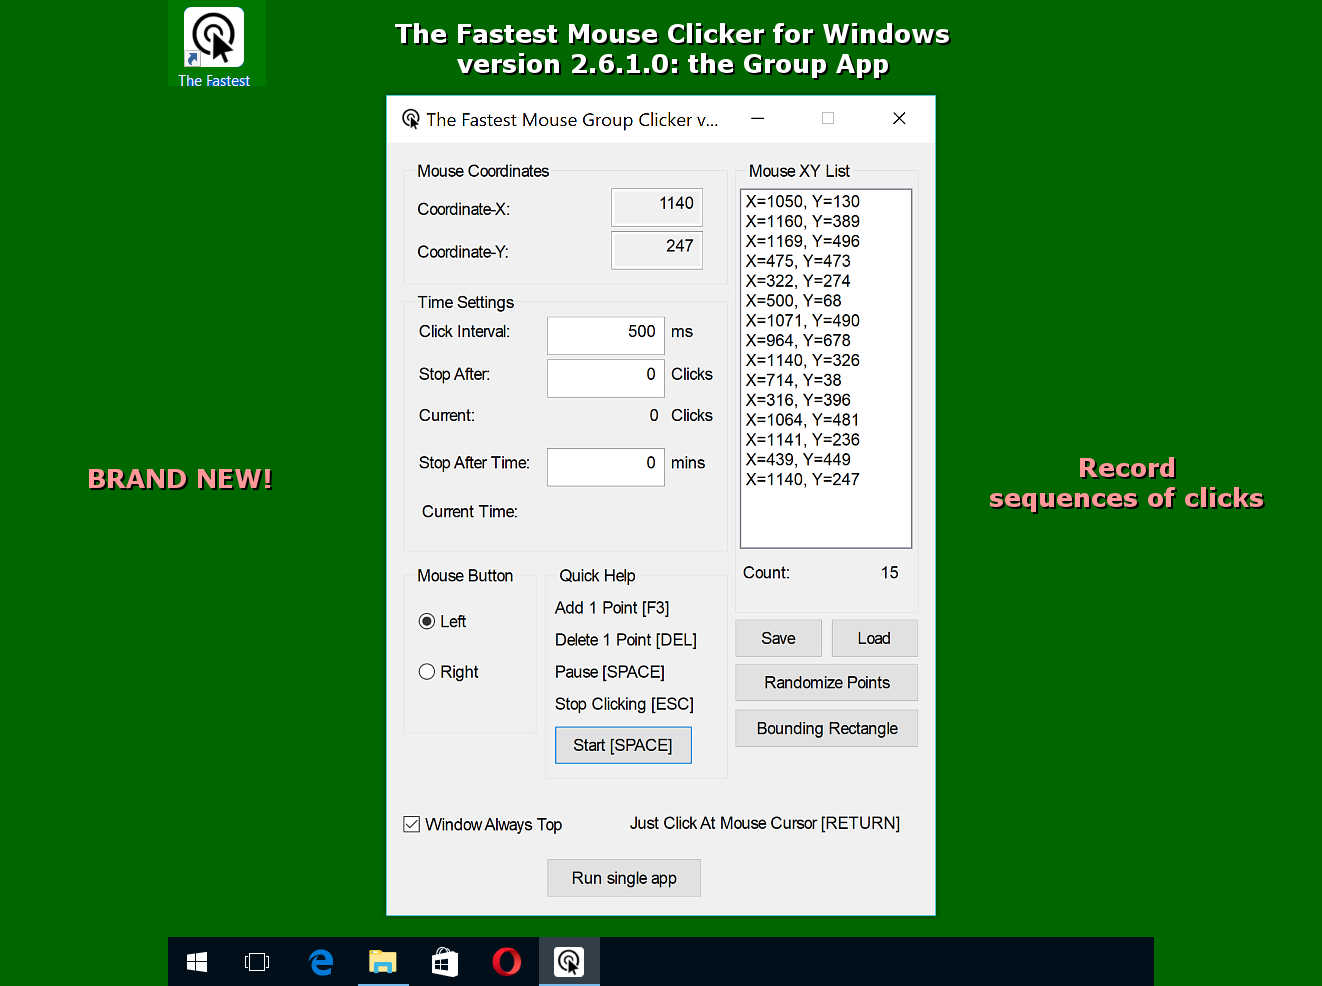 The Fastest
The Fastest Mouse Clicker for Windows
version 2.6.1.0: the Group App
The Fastest Mouse Group Clicker v...
Mouse Coordinates
Coordinate-X: 1140
Coordinate-Y: 247
Time Settings
Click Interval: 500 ms
Stop After: 0 Clicks
Current: 0 Clicks
Stop After Time: 0 mins
Current Time:
Mouse XY List
X=1050, Y=130
X=1160, Y=389
X=1169, Y=496
X=475, Y=473
X=322, Y=274
X=500, Y=68
X=1071, Y=490
X=964, Y=678
X=1140, Y=326
X=714, Y=38
X=316, Y=396
X=1064, Y=481
X=1141, Y=236
X=439, Y=449
X=1140, Y=247
Count: 15
BRAND NEW!
Record
sequences of clicks
Mouse Button
Left
Right
Quick Help
Add 1 Point [F3]
Delete 1 Point [DEL]
Pause [SPACE]
Stop Clicking [ESC]
Start [SPACE]
Save Load
Randomize Points
Bounding Rectangle
Window Always Top
Just Click At Mouse Cursor [RETURN]
Run single app